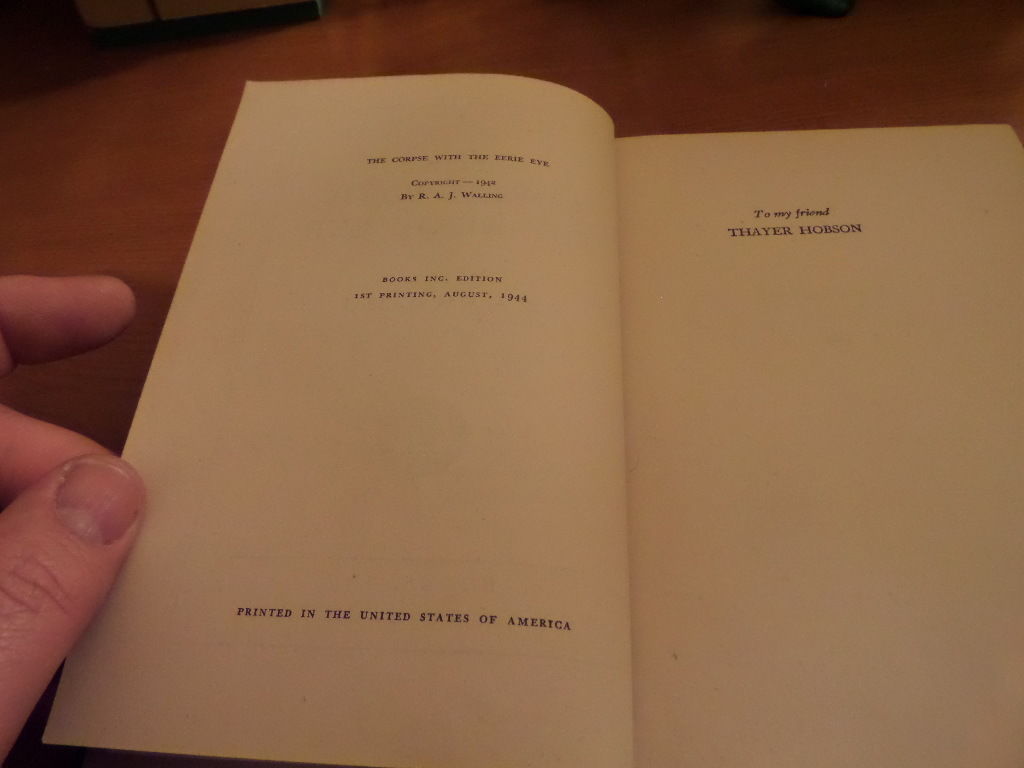 THE CORPSE WITH THE EERIE EYE
COPYRIGHT — 1942
BY R. A. J. WALLING
BOOKS INC. EDITION
1ST PRINTING, AUGUST, 1944
PRINTED IN THE UNITED STATES OF AMERICA
To my friend
THAYER HOBSON